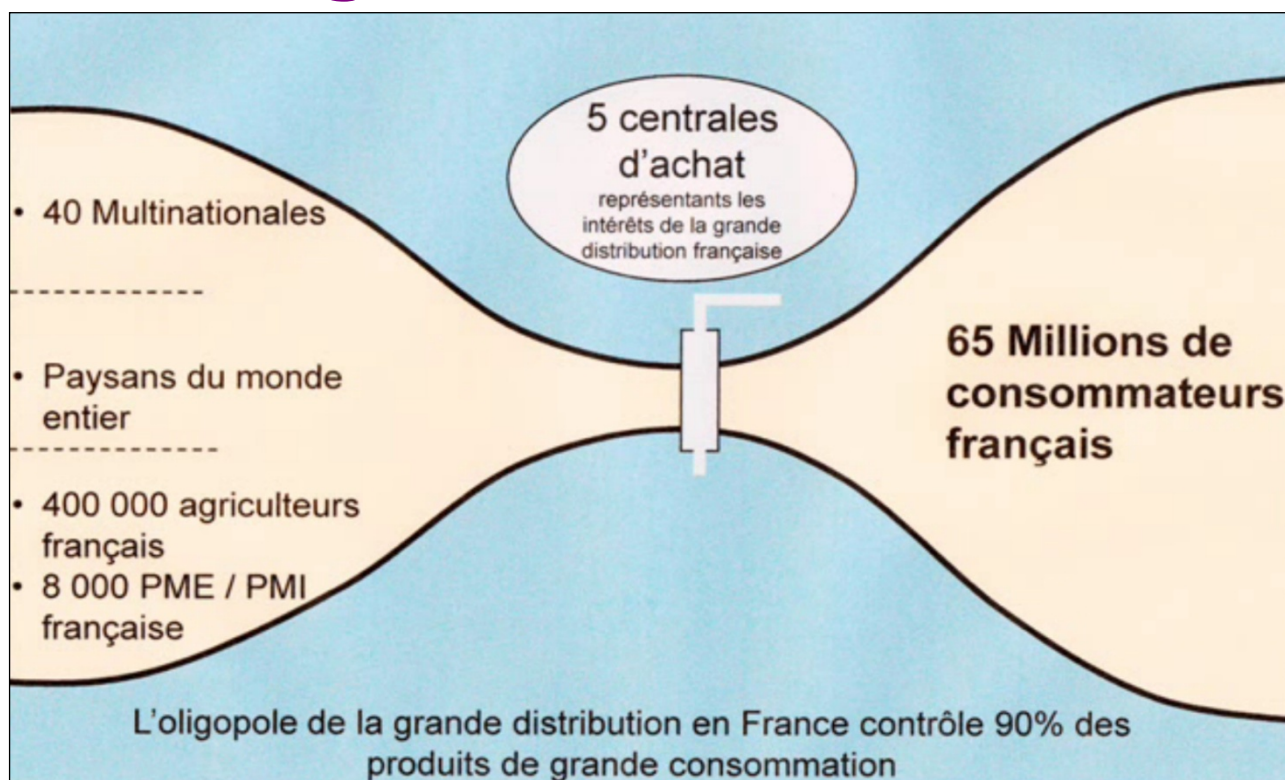 5 centrales
d'achat
représentants les
intérêts de la grande
distribution française
• 40 Multinationales
• Paysans du monde
entier
• 400 000 agriculteurs
français
• 8 000 PME / PMI
française
65 Millions de
consommateurs
français
L'oligopole de la grande distribution en France contrôle 90% des
produits de grande consommation